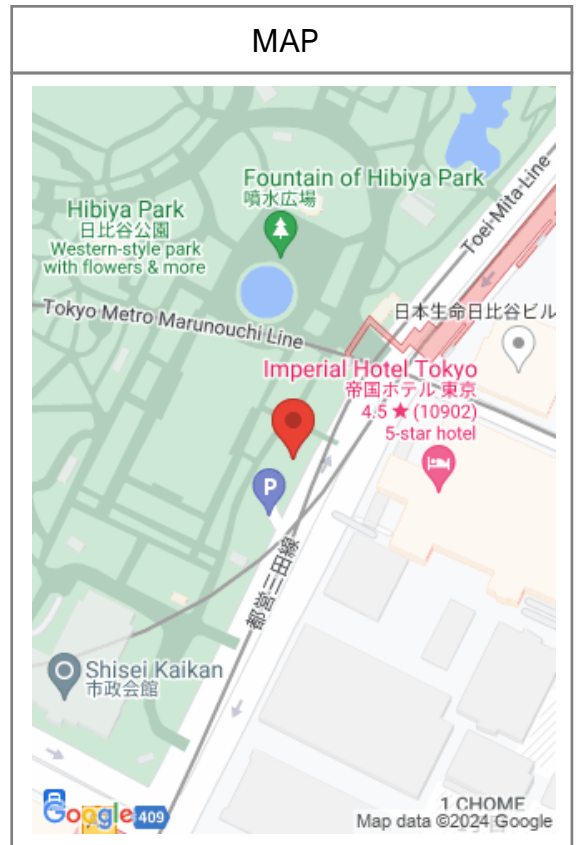 MAP
Fountain of Hibiya Park
噴水広場
Hibiya Park
日比谷公園
Western-style park
with flowers & more
Toei-Mita-Line
Tokyo Metro Marunouchi Line
日本生命日比谷ビル
Imperial Hotel Tokyo
帝国ホテル 東京
4.5 ★ (10902)
5-star hotel
P
都営三田線
Shisei Kaikan
市政会館
Google
409
1 CHOME
Map data ©2024 Google